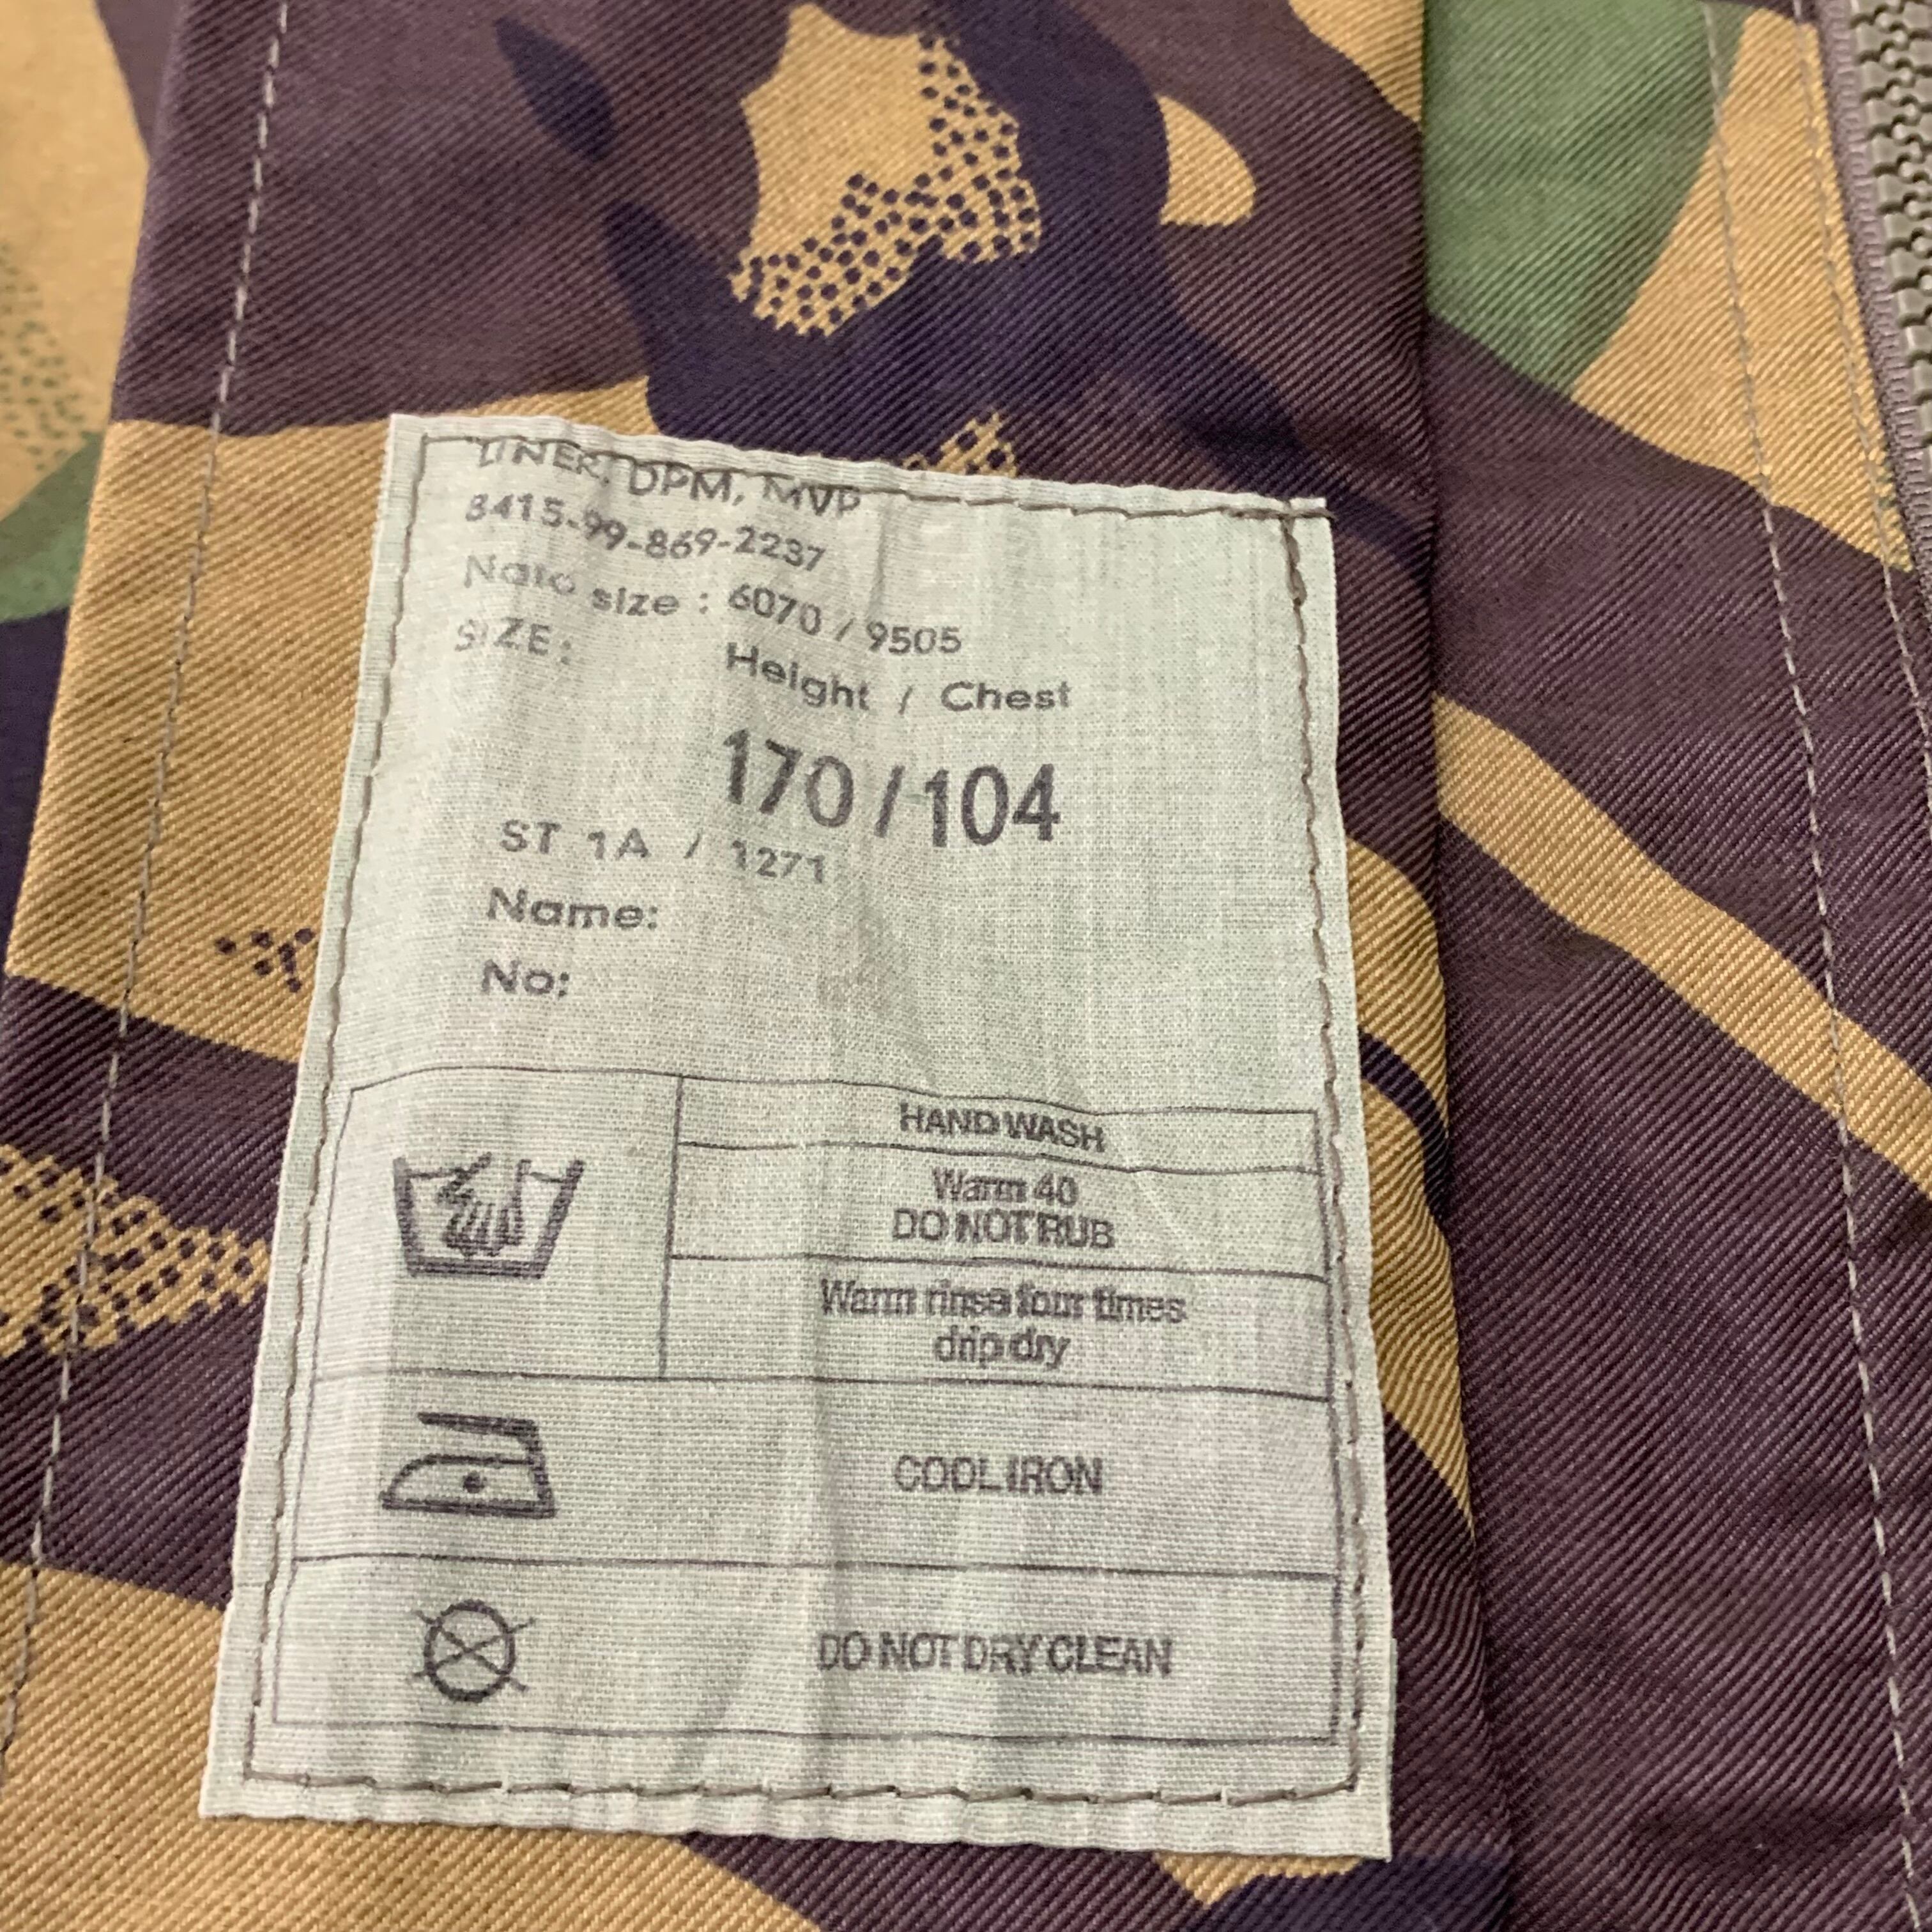 LINER, DPM, MVP
8415-99-869-2237
Nato size : 6070 / 9505
SIZE: Height / Chest
170 / 104
ST 1A / 1271
Name:
No:
HAND WASH
Warm 40
DO NOT RUB
Warm rinse four times
drip dry
COOL IRON
DO NOT DRY CLEAN